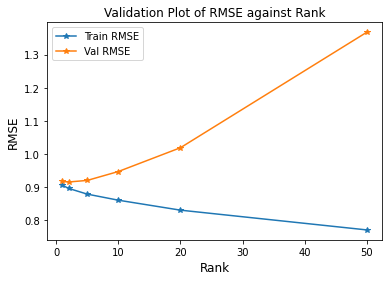 Validation Plot of RMSE against Rank
Train RMSE
Val RMSE
RMSE
1.3
1.2
1.1
1.0
0.9
0.8
0
10
20
30
40
50
Rank